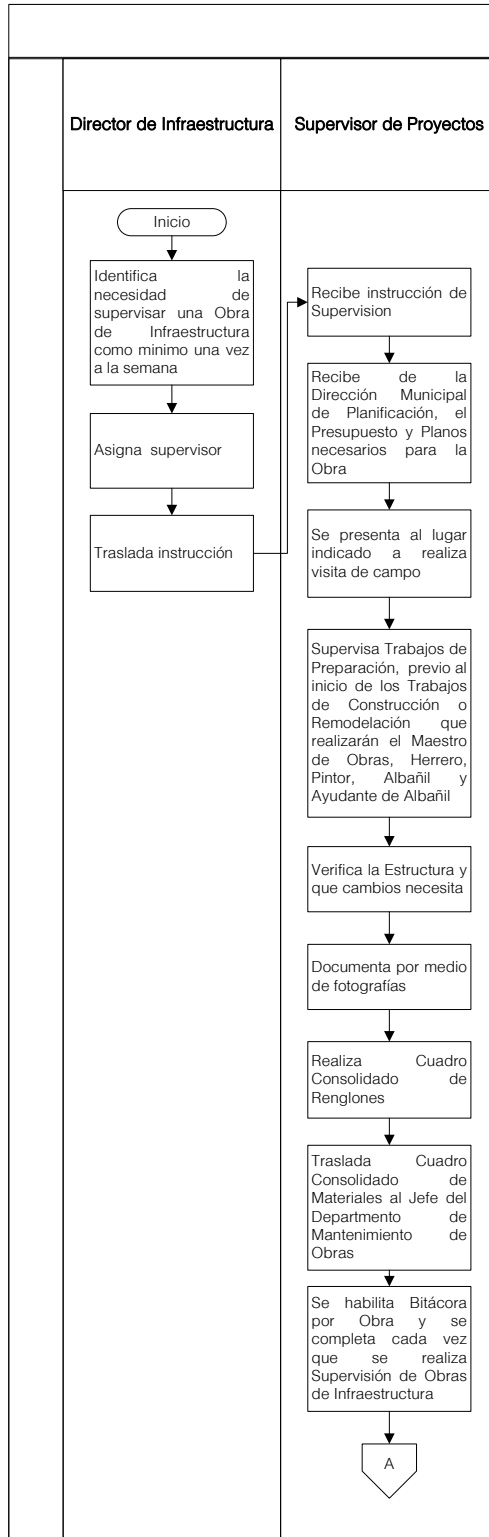 Director de Infraestructura
Supervisor de Proyectos
Inicio
Identifica la
necesidad de
supervisar una Obra
de Infraestructura
como minimo una vez
a la semana
Asigna supervisor
Traslada instrucción
Recibe instrucción de
Supervision
Recibe de la
Dirección Municipal
de Planificación, el
Presupuesto y Planos
necesarios para la
Obra
Se presenta al lugar
indicado a realiza
visita de campo
Supervisa Trabajos de
Preparación, previo al
inicio de los Trabajos
de Construcción o
Remodelación que
realizarán el Maestro
de Obras, Herrero,
Pintor, Albañil y
Ayudante de Albañil
Verifica la Estructura y
que cambios necesita
Documenta por medio
de fotografías
Realiza Cuadro
Consolidado de
Renglones
Traslada Cuadro
Consolidado de
Materiales al Jefe del
Departmento de
Mantenimiento de
Obras
Se habilita Bitácora
por Obra y se
completa cada vez
que se realiza
Supervisión de Obras
de Infraestructura
A